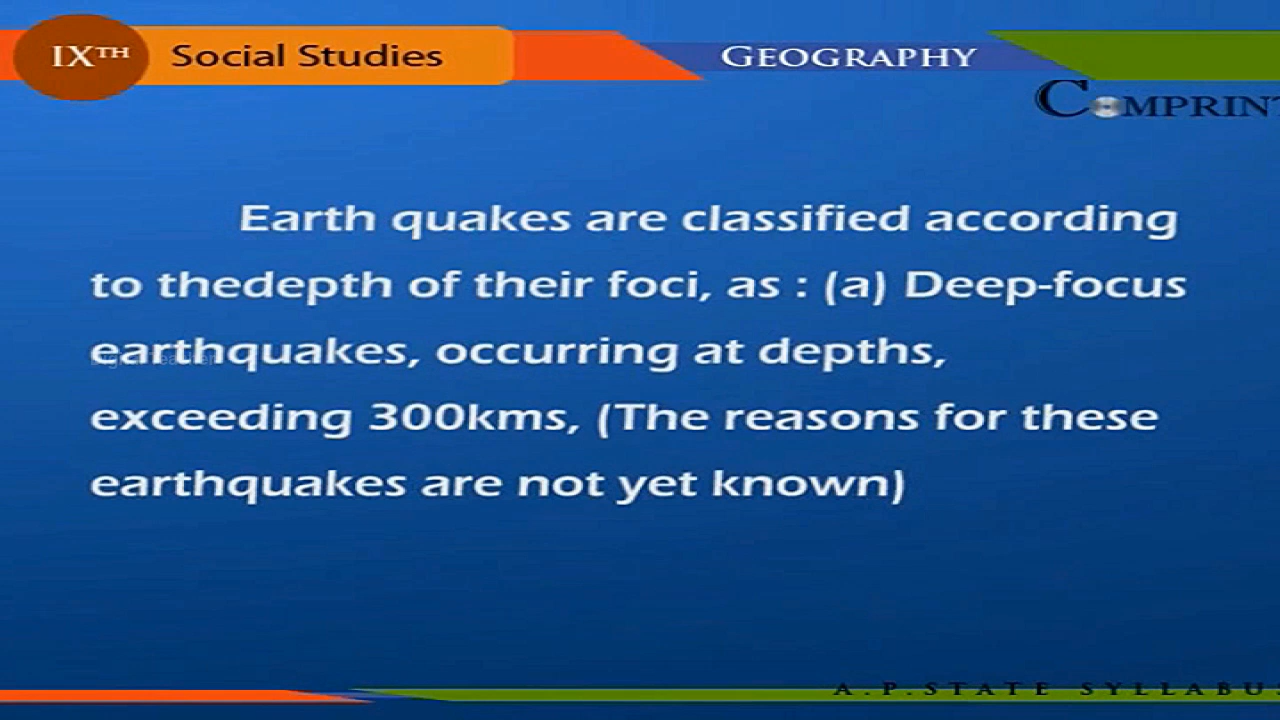 IXTH Social Studies
GEOGRAPHY
COMPRINT
Earth quakes are classified according
to thedepth of their foci, as : (a) Deep-focus
earthquakes, occurring at depths,
exceeding 300kms, (The reasons for these
earthquakes are not yet known)
A.P.STATE SYLLABUS